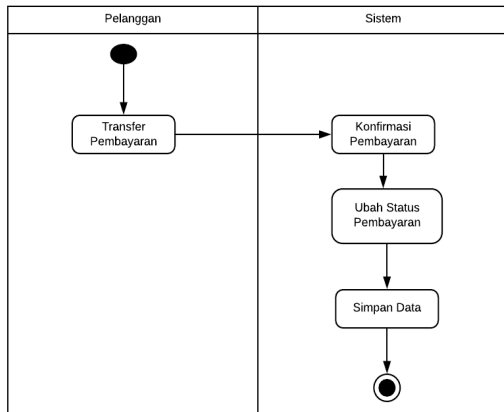 Pelanggan
Sistem
Transfer
Pembayaran
Konfirmasi
Pembayaran
Ubah Status
Pembayaran
Simpan Data